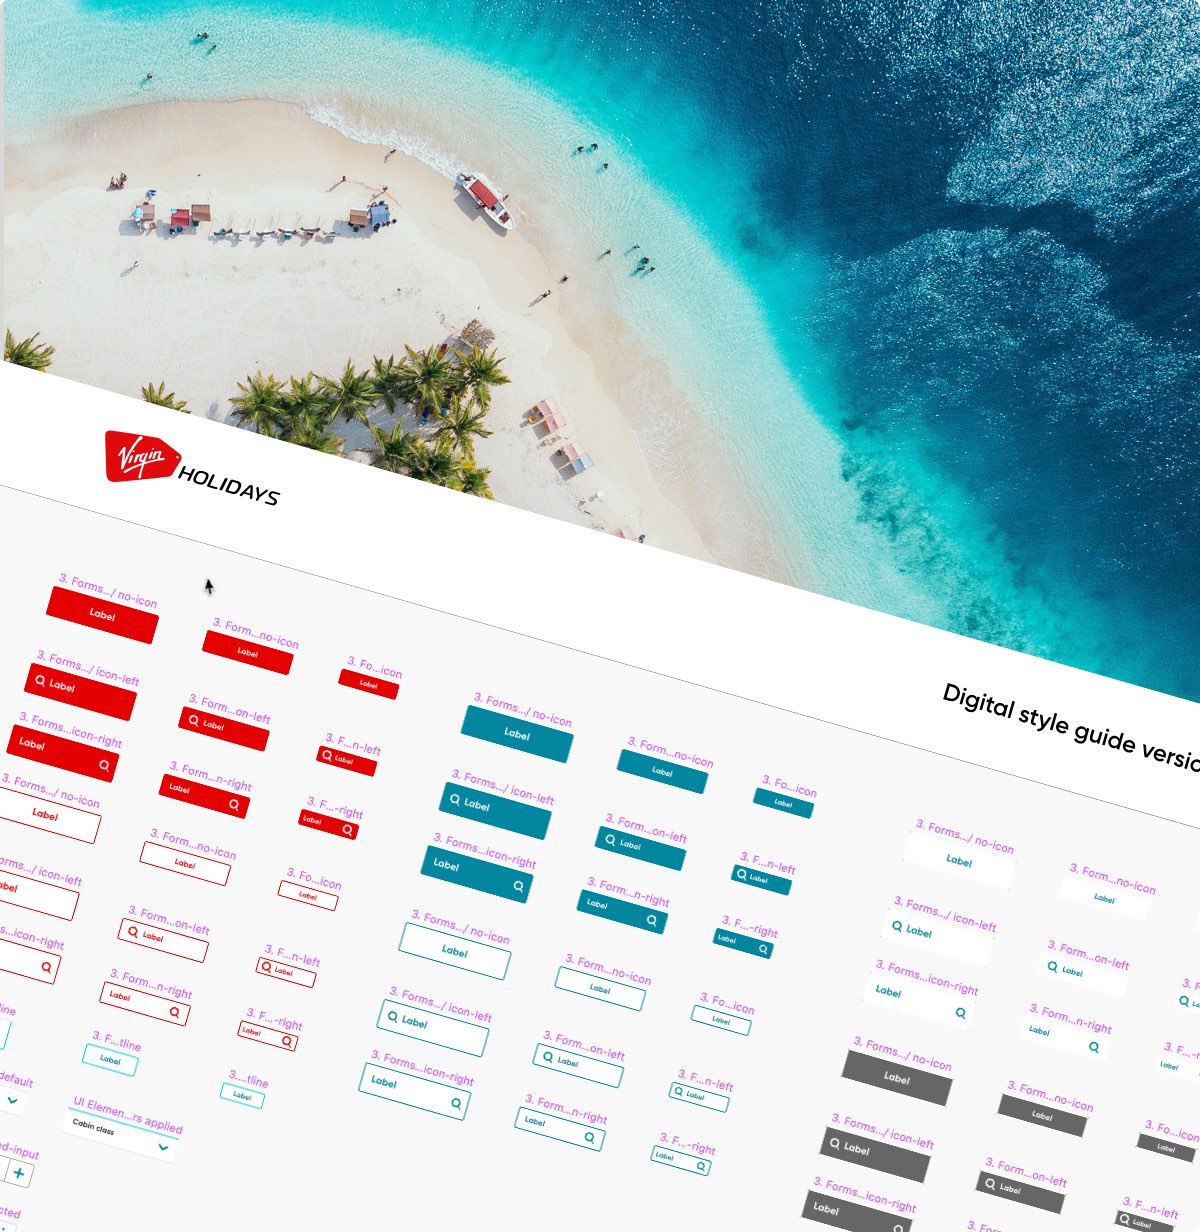 Virgin
HOLIDAYS
Digital style guide versio
3. Forms.../ no-icon
Label
3. Form...no-icon
Label
3. Fo...icon
Label
3. Forms.../ icon-left
Label
3. Form...on-left
Label
3. F...n-left
Label
3. Forms...icon-right
Label
3. Form...n-right
Label
3. F...-right
Label
3. Forms.../ no-icon
Label
3. Form...no-icon
Label
3. Fo...icon
Label
orms.../ icon-left
abel
3. Form...on-left
Label
3. F...n-left
Label
...icon-right
3. Form...n-right
Label
3. F...-right
Label
line
3. F...tline
Label
3....tline
Label
default
UI Elemen...rs applied
Cabin class
ed-input
cted
3. Forms.../ no-icon
Label
3. Form...no-icon
Label
3. Fo...icon
Label
3. Forms.../ icon-left
Label
3. Form...on-left
Label
3. F...n-left
Label
3. Forms...icon-right
Label
3. Form...n-right
Label
3. F...-right
Label
3. Forms.../ no-icon
Label
3. Form...no-icon
Label
3. Fo...icon
Label
3. Forms.../ icon-left
Label
3. Form...on-left
Label
3. F...n-left
Label
3. Forms...icon-right
Label
3. Form...n-right
Label
3. F...-right
Label
3. Forms.../ no-icon
Label
3. Form...no-icon
Label
3. Forms.../ icon-left
Label
3. Form...on-left
Label
3. F
La
3. Forms...icon-right
Label
3. Form...n-right
Label
3. F...-r
Label
3. Forms.../ no-icon
Label
3. Form...no-icon
Label
3. Fo...icon
Label
3. Forms.../ icon-left
Label
3. Form...on-left
Label
3. F...n-left
Label
3. Forms...icon-right
Label
3. Form